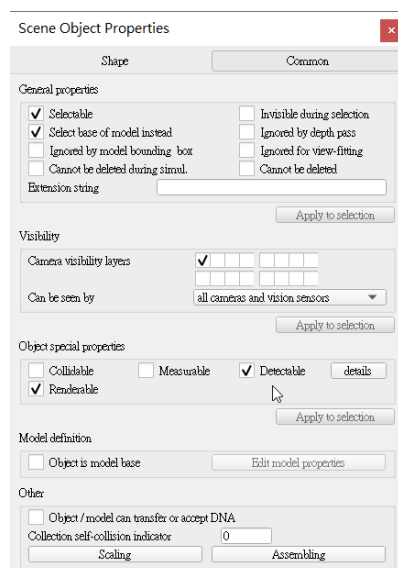 Scene Object Properties
Shape Common
General properties
Selectable Invisible during selection
Select base of model instead Ignored by depth pass
Ignored by model bounding box Ignored for view-fitting
Cannot be deleted during simul. Cannot be deleted
Extension string
Apply to selection
Visibility
Camera visibility layers
Can be seen by all cameras and vision sensors
Apply to selection
Object special properties
Collidable Measurable Detectable details
Renderable
Apply to selection
Model definition
Object is model base Edit model properties
Other
Object / model can transfer or accept DNA
Collection self-collision indicator 0
Scaling Assembling